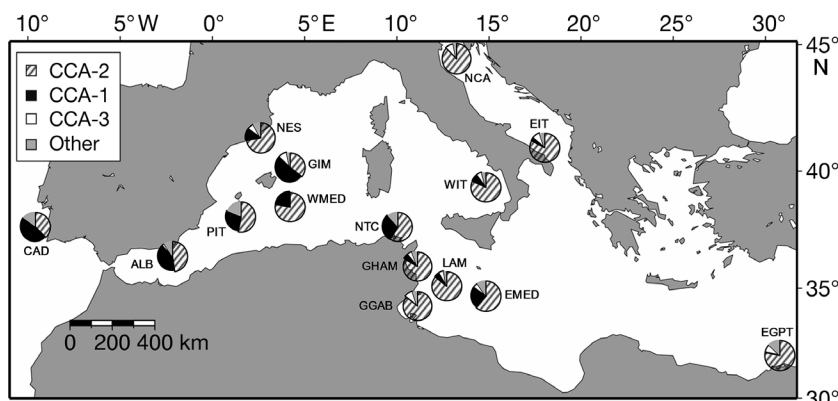 10° 5°W 0° 5°E 10° 15° 20° 25° 30°
45°
N
CCA-2
CCA-1
CCA-3
Other
NCA
NES
EIT
GIM
40°
WIT
WMED
PIT
NTC
CAD
ALB
GHAM
LAM
35°
GGAB
EMED
EGPT
0 200 400 km
30°